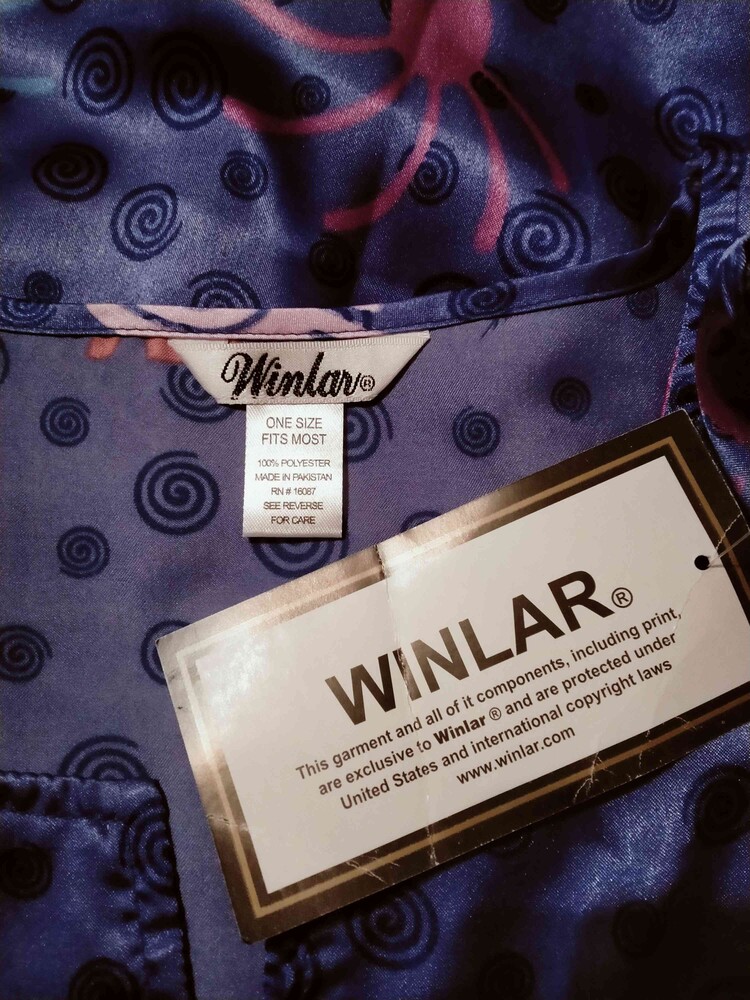 Winlar®
ONE SIZE
FITS MOST
100% POLYESTER
MADE IN PAKISTAN
RN # 16087
SEE REVERSE
FOR CARE
WINLAR®
This garment and all of it components, including print,
are exclusive to Winlar ® and are protected under
United States and international copyright laws
www.winlar.com